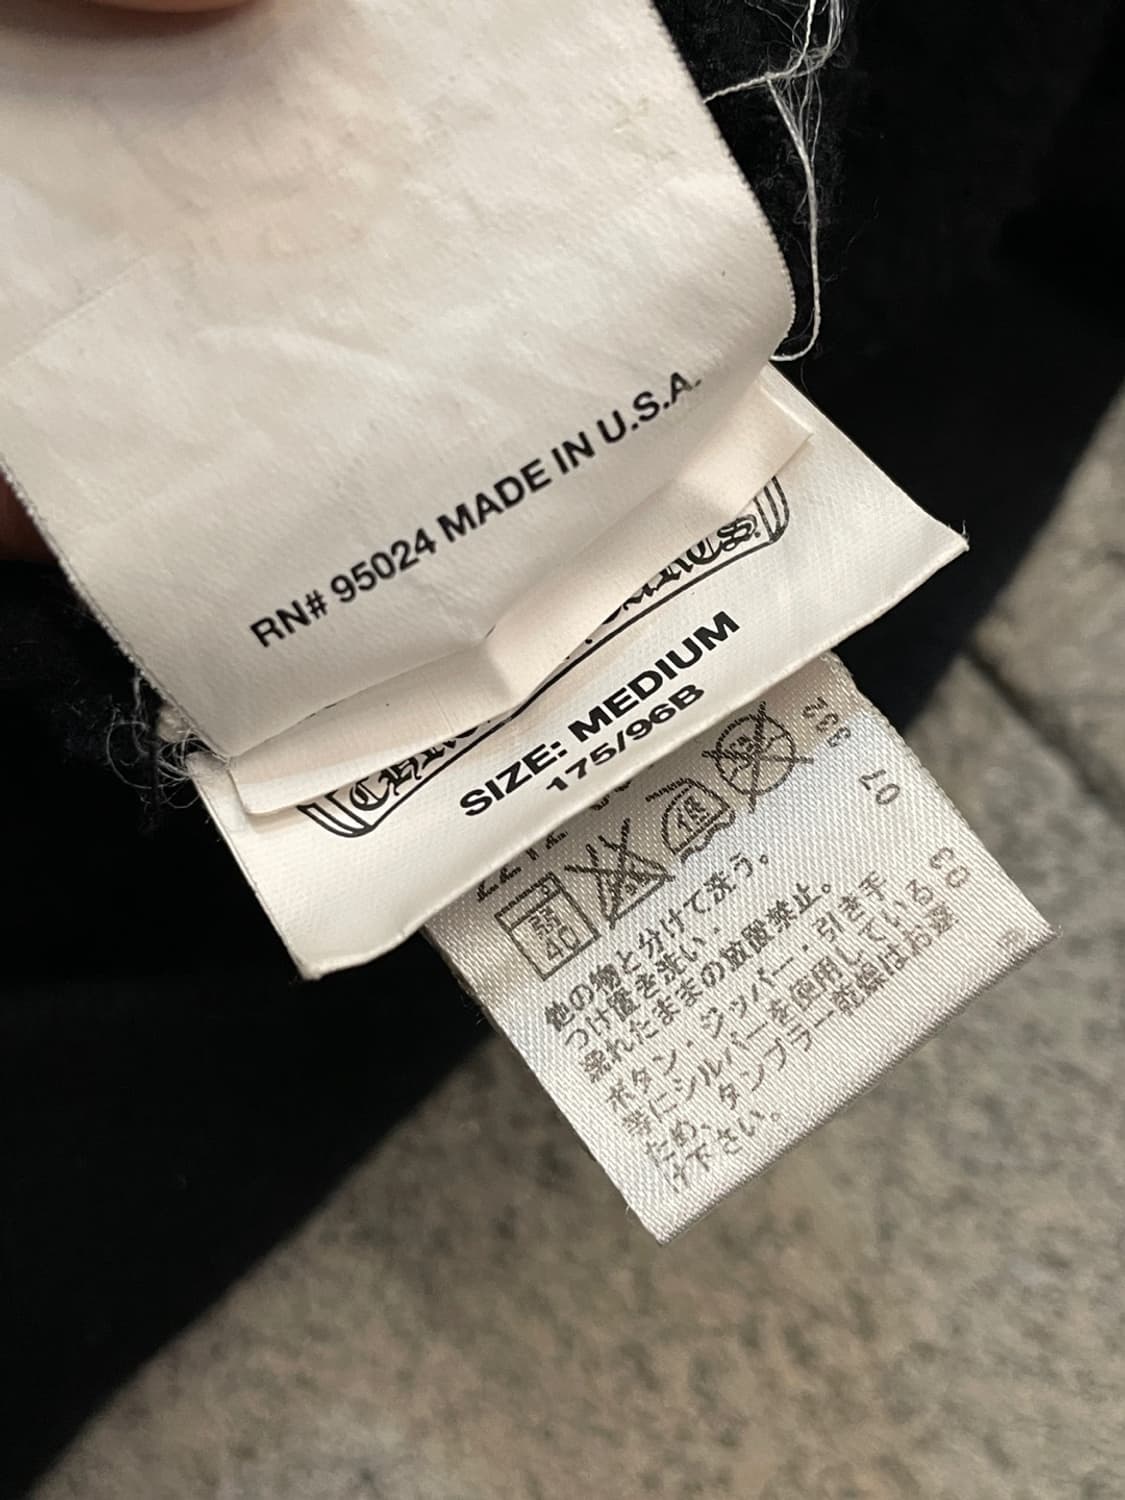 RN# 95024 MADE IN U.S.A.
SIZE: MEDIUM
175/96B
弱
40
低
他の物と分けて洗う。
つけ置き洗い・
濡れたままの放置禁止。
ボタン・ジッパー・引き手
等にシルバーを使用している
ため、タンブラー乾燥はお避
け下さい。
07
03